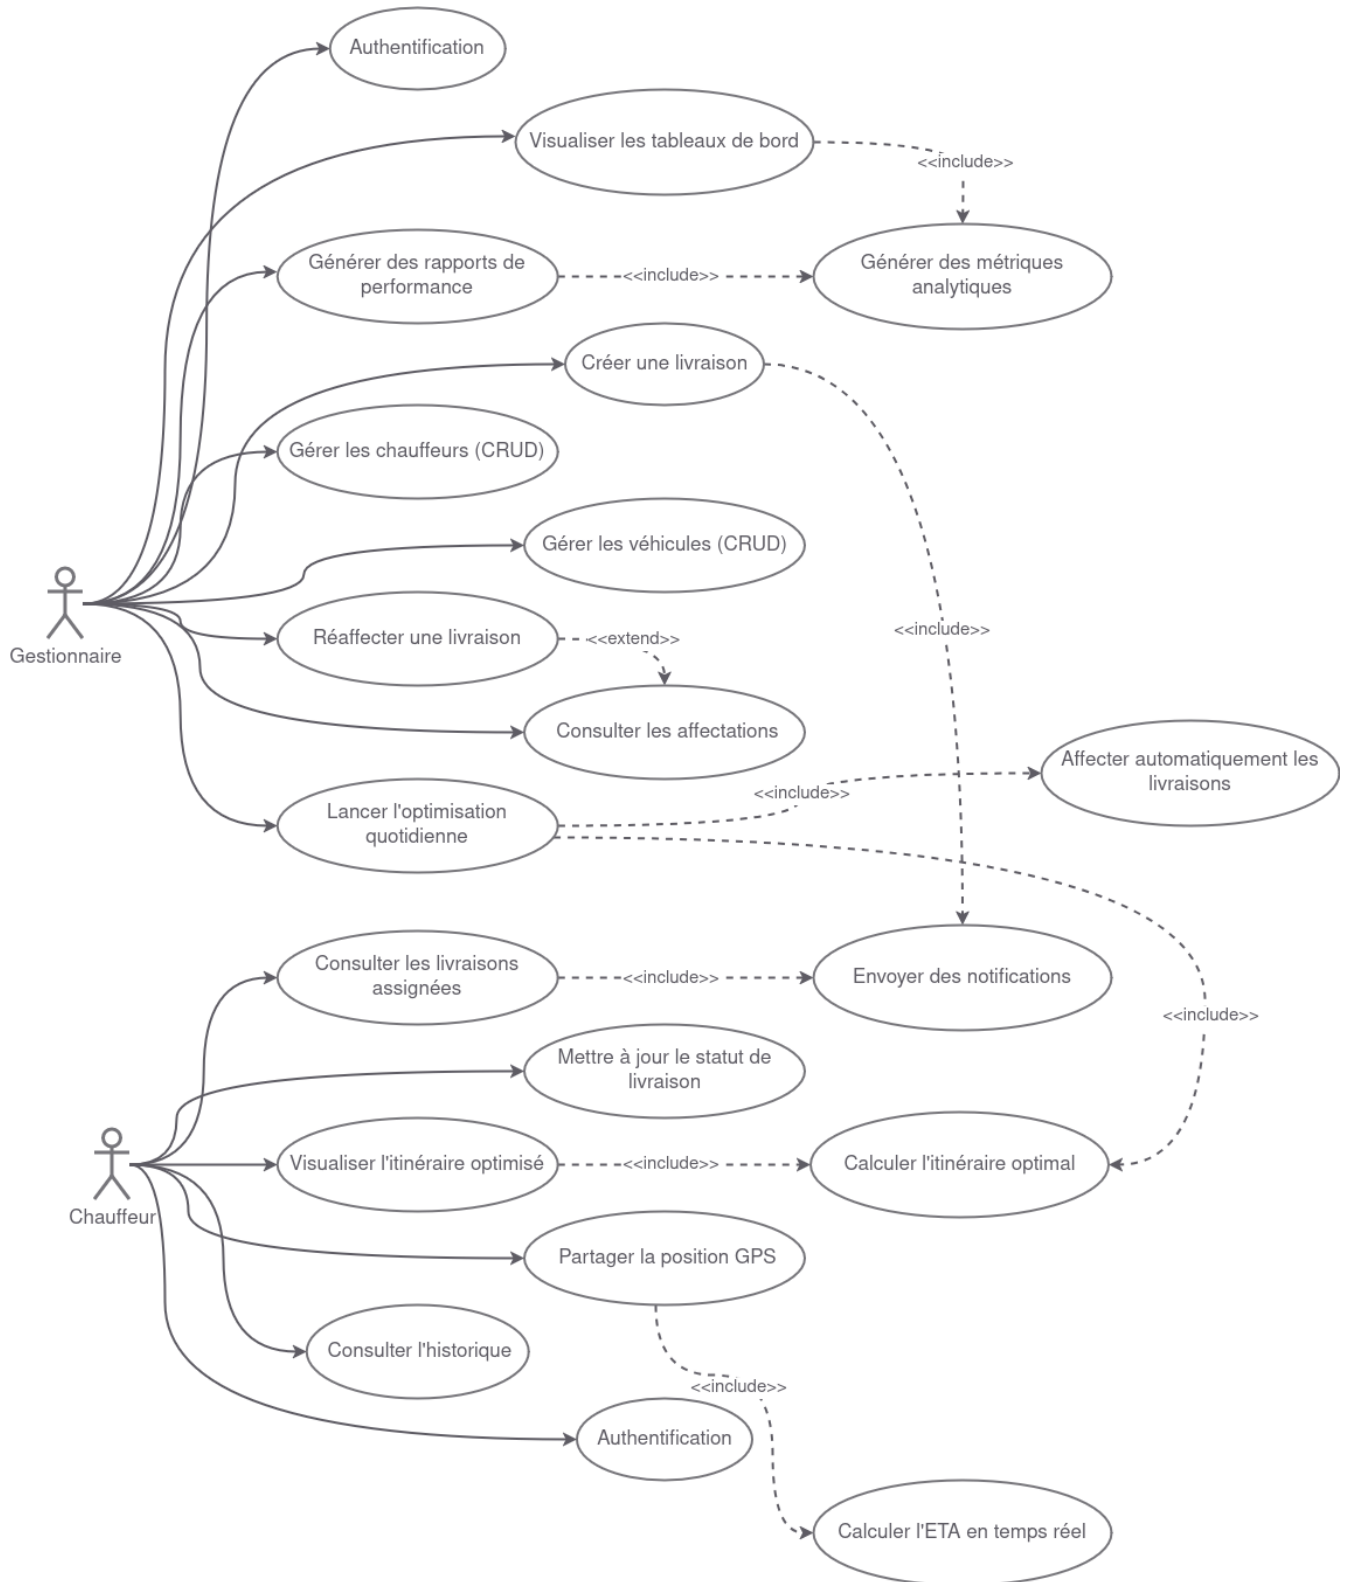 Authentification
Visualiser les tableaux de bord
<<include>>
Générer des rapports de
performance
<<include>>
Générer des métriques
analytiques
Créer une livraison
Gérer les chauffeurs (CRUD)
Gérer les véhicules (CRUD)
Gestionnaire
Réaffecter une livraison
<<extend>>
<<include>>
Consulter les affectations
Affecter automatiquement les
livraisons
<<include>>
Lancer l'optimisation
quotidienne
Consulter les livraisons
assignées
<<include>>
Envoyer des notifications
<<include>>
Mettre à jour le statut de
livraison
Visualiser l'itinéraire optimisé
<<include>>
Calculer l'itinéraire optimal
Chauffeur
Partager la position GPS
Consulter l'historique
<<include>>
Authentification
Calculer l'ETA en temps réel